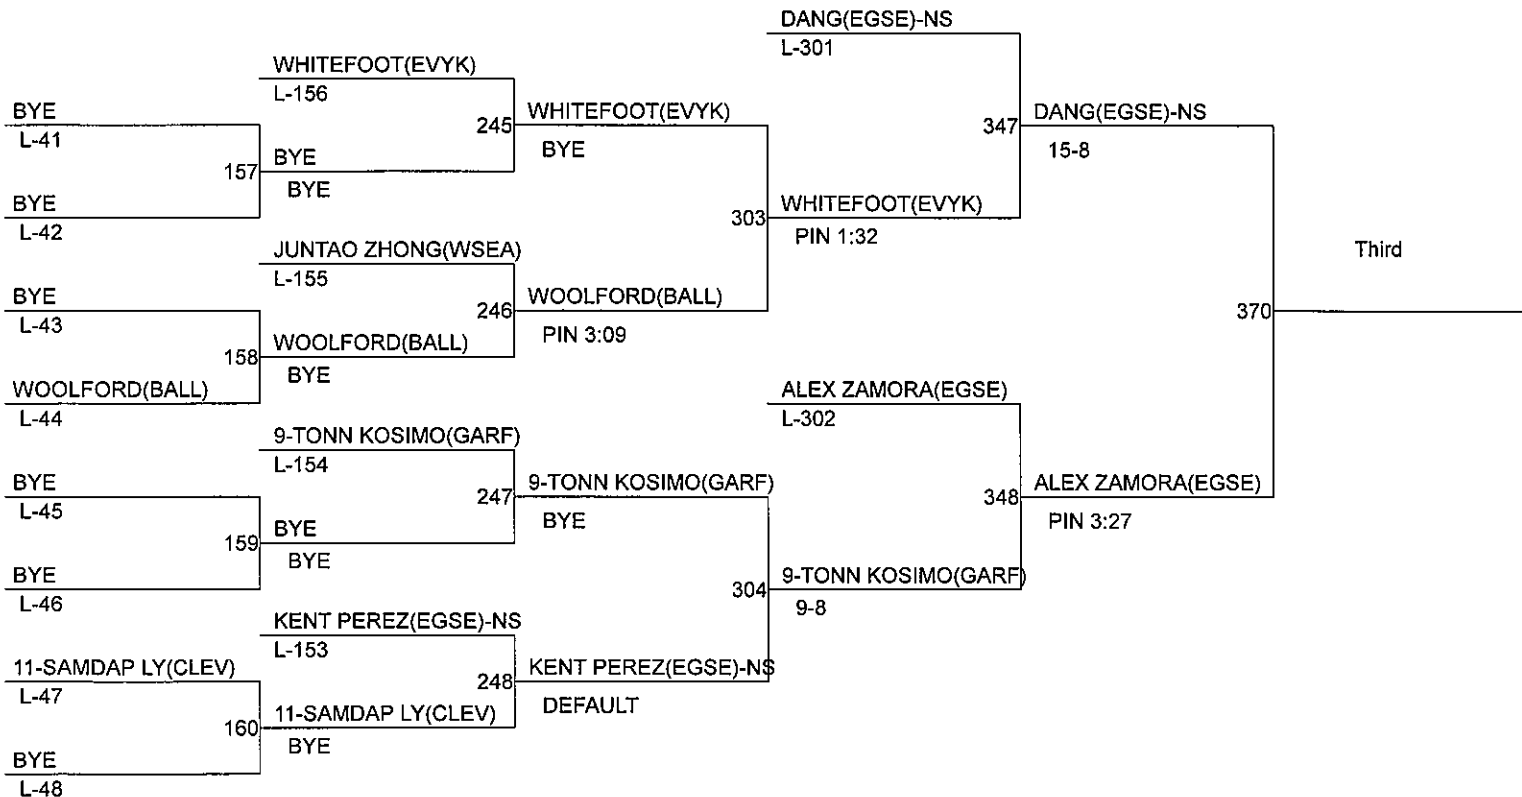 DANG(EGSE)-NS
L-301
WHITEFOOT(EVYK)
L-156
BYE
L-41
245
WHITEFOOT(EVYK)
BYE
347
DANG(EGSE)-NS
15-8
157
BYE
BYE
BYE
L-42
303
WHITEFOOT(EVYK)
PIN 1:32
JUNTAO ZHONG(WSEA)
L-155
Third
BYE
L-43
246
WOOLFORD(BALL)
PIN 3:09
370
158
WOOLFORD(BALL)
BYE
WOOLFORD(BALL)
L-44
ALEX ZAMORA(EGSE)
L-302
9-TONN KOSIMO(GARF)
L-154
BYE
L-45
247
9-TONN KOSIMO(GARF)
BYE
348
ALEX ZAMORA(EGSE)
PIN 3:27
159
BYE
BYE
BYE
L-46
304
9-TONN KOSIMO(GARF)
9-8
KENT PEREZ(EGSE)-NS
L-153
11-SAMDAP LY(CLEV)
L-47
248
KENT PEREZ(EGSE)-NS
DEFAULT
160
11-SAMDAP LY(CLEV)
BYE
BYE
L-48